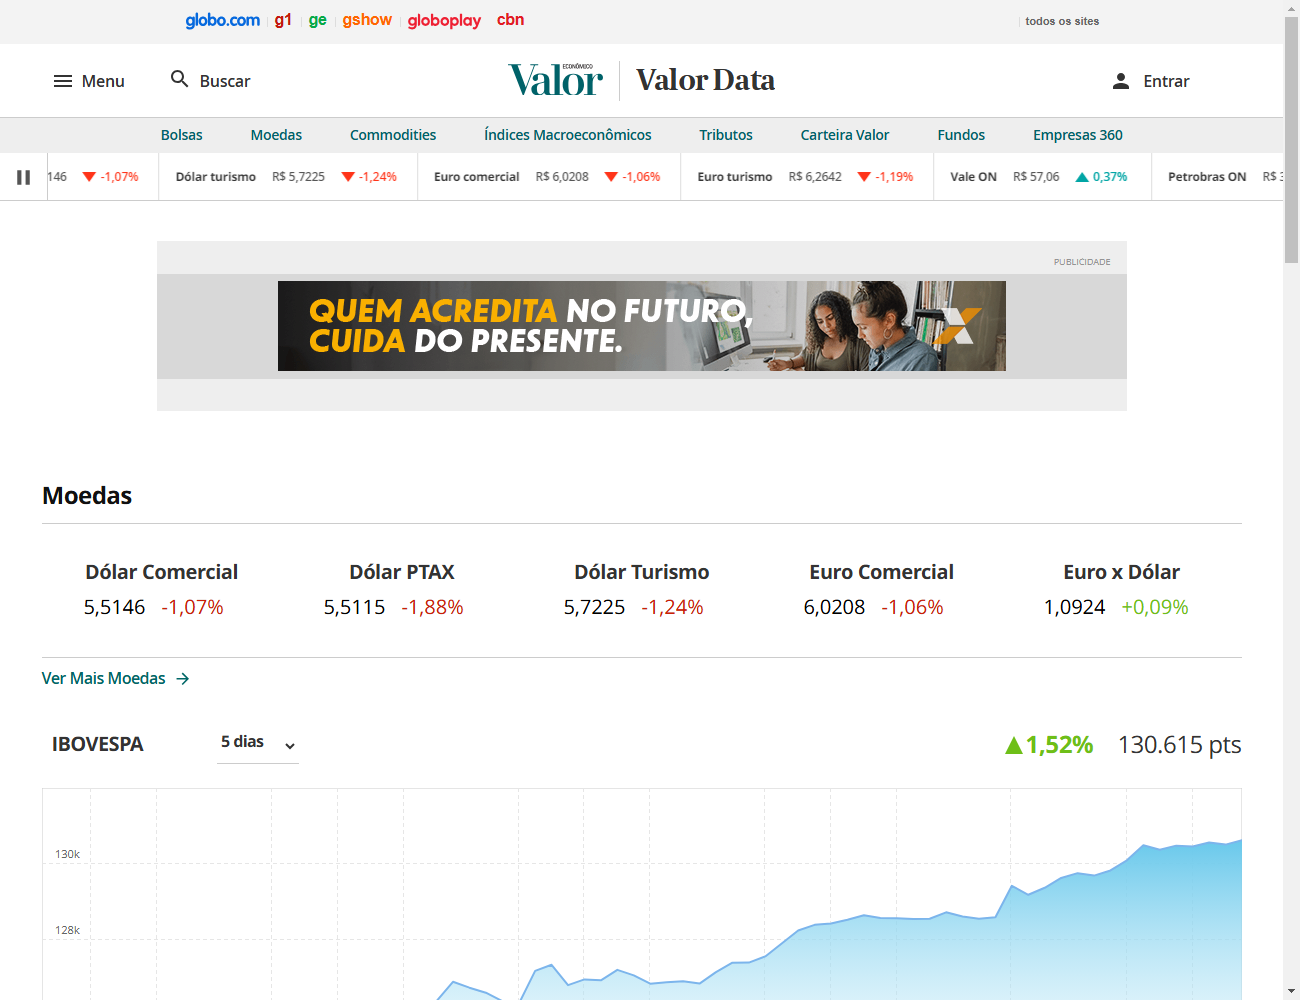 globo.com g1 ge gshow globoplay cbn todos os sites
Menu Buscar Valor ECONÔMICO Valor Data Entrar
Bolsas Moedas Commodities Índices Macroeconômicos Tributos Carteira Valor Fundos Empresas 360
146 -1,07% Dólar turismo R$ 5,7225 -1,24% Euro comercial R$ 6,0208 -1,06% Euro turismo R$ 6,2642 -1,19% Vale ON R$ 57,06 0,37% Petrobras ON R$
PUBLICIDADE
QUEM ACREDITA NO FUTURO,
CUIDA DO PRESENTE.
Moedas
Dólar Comercial Dólar PTAX Dólar Turismo Euro Comercial Euro x Dólar
5,5146 -1,07% 5,5115 -1,88% 5,7225 -1,24% 6,0208 -1,06% 1,0924 +0,09%
Ver Mais Moedas
IBOVESPA 5 dias 1,52% 130.615 pts
130k
128k